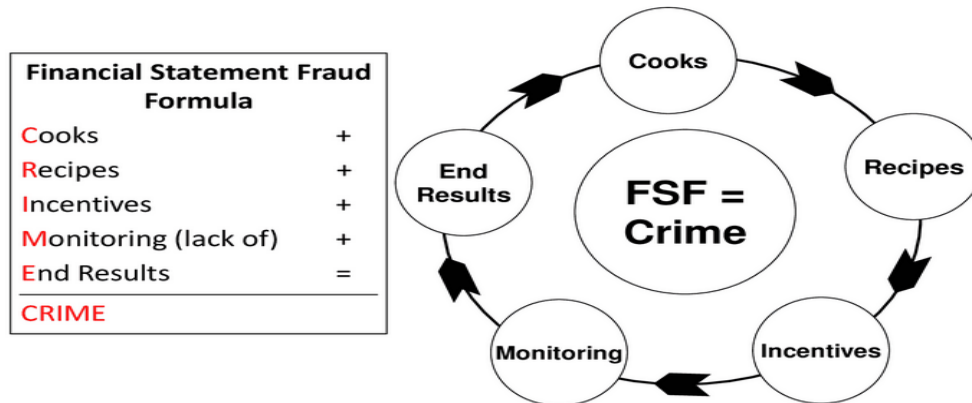 Financial Statement Fraud
Formula
Cooks +
Recipes +
Incentives +
Monitoring (lack of) +
End Results =
CRIME
Cooks
Recipes
Incentives
Monitoring
End
Results
FSF =
Crime